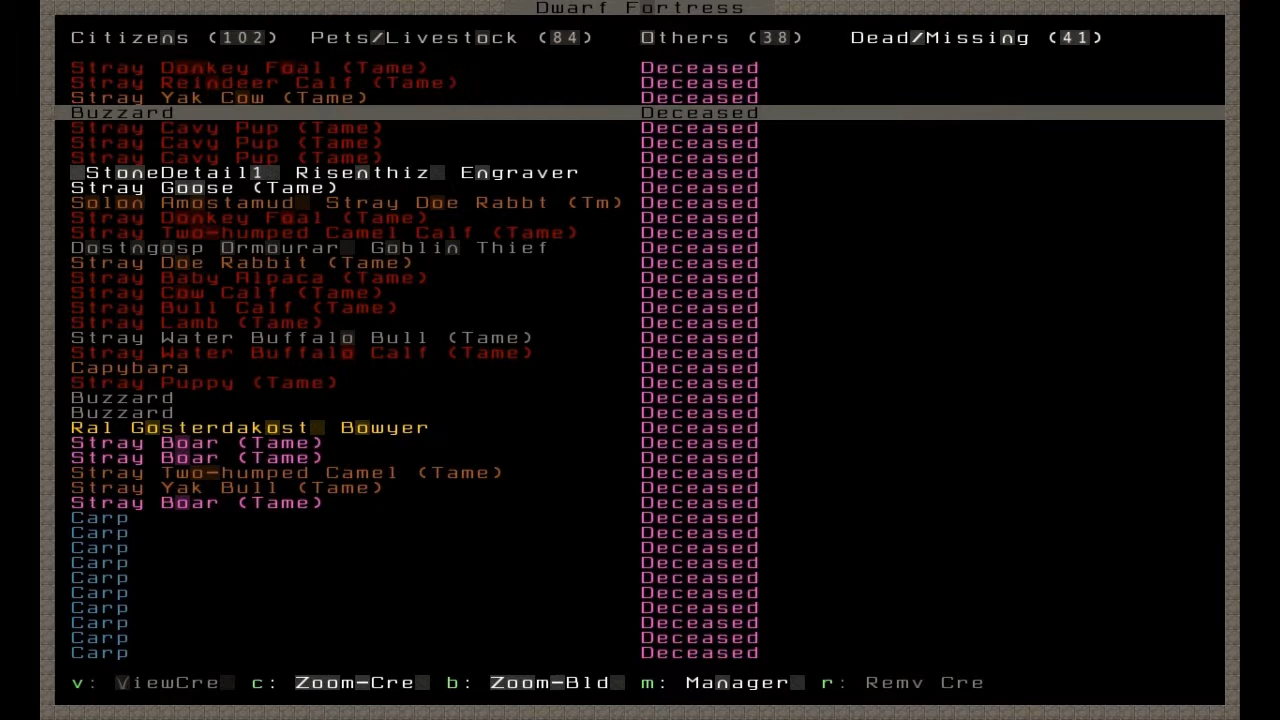 Dwarf Fortress
Citizens (102) Pets/Livestock (84) Others (38) Dead/Missing (41)
Stray Donkey Foal (Tame) Deceased
Stray Reindeer Calf (Tame) Deceased
Stray Yak Cow (Tame) Deceased
Buzzard Deceased
Stray Cavy Pup (Tame) Deceased
Stray Cavy Pup (Tame) Deceased
Stray Cavy Pup (Tame) Deceased
StoneDetail1 Risenthiz Engraver Deceased
Stray Goose (Tame) Deceased
Solon Amostamud Stray Doe Rabbt (Tm) Deceased
Stray Donkey Foal (Tame) Deceased
Stray Two-humped Camel Calf (Tame) Deceased
Dostngosp Ormourar Goblin Thief Deceased
Stray Doe Rabbit (Tame) Deceased
Stray Baby Alpaca (Tame) Deceased
Stray Cow Calf (Tame) Deceased
Stray Bull Calf (Tame) Deceased
Stray Lamb (Tame) Deceased
Stray Water Buffalo Bull (Tame) Deceased
Stray Water Buffalo Calf (Tame) Deceased
Capybara Deceased
Stray Puppy (Tame) Deceased
Buzzard Deceased
Buzzard Deceased
Ral Gosterdakost Bowyer Deceased
Stray Boar (Tame) Deceased
Stray Boar (Tame) Deceased
Stray Two-humped Camel (Tame) Deceased
Stray Yak Bull (Tame) Deceased
Stray Boar (Tame) Deceased
Carp Deceased
Carp Deceased
Carp Deceased
Carp Deceased
Carp Deceased
Carp Deceased
Carp Deceased
Carp Deceased
Carp Deceased
Carp Deceased
v: ViewCre c: Zoom-Cre b: Zoom-Bld m: Manager r: Remv Cre